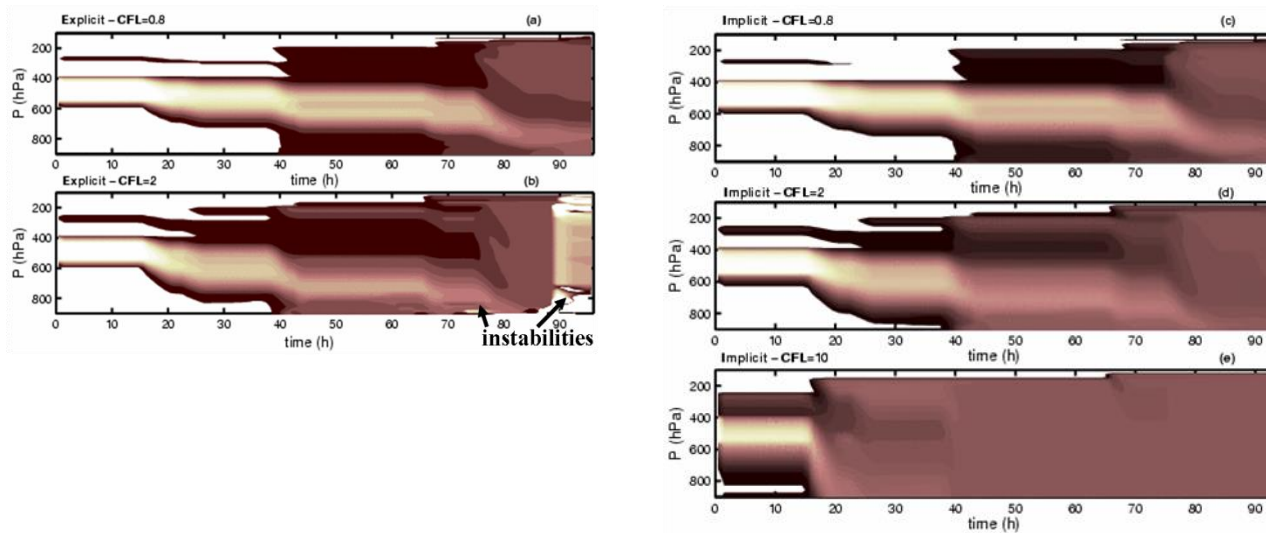 Explicit – CFL=0.8 (a)
P (hPa)
200
400
600
800
0 10 20 30 40 50 60 70 80 90
time (h)
Explicit – CFL=2 (b)
P (hPa)
200
400
600
800
0 10 20 30 40 50 60 70 80 90
instabilities
time (h)
Implicit – CFL=0.8 (c)
P (hPa)
200
400
600
800
0 10 20 30 40 50 60 70 80 90
time (h)
Implicit – CFL=2 (d)
P (hPa)
200
400
600
800
0 10 20 30 40 50 60 70 80 90
time (h)
Implicit – CFL=10 (e)
P (hPa)
200
400
600
800
0 10 20 30 40 50 60 70 80 90
time (h)